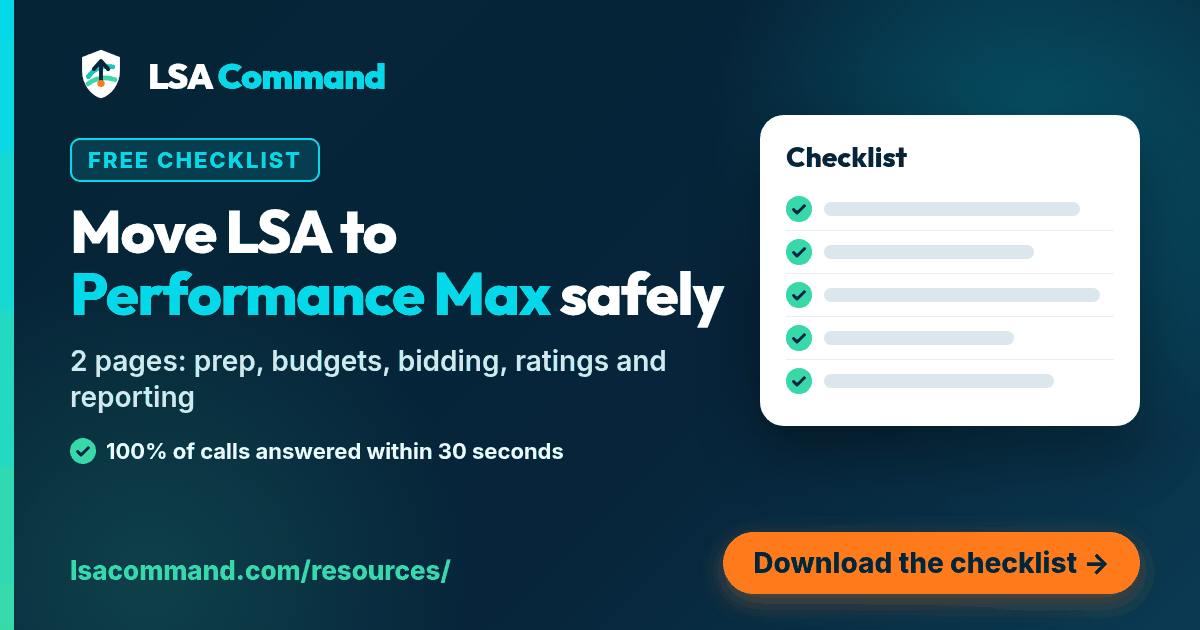 LSA Command
FREE CHECKLIST
Move LSA to
Performance Max safely
2 pages: prep, budgets, bidding, ratings and
reporting
100% of calls answered within 30 seconds
lsacommand.com/resources/
Checklist
Download the checklist →